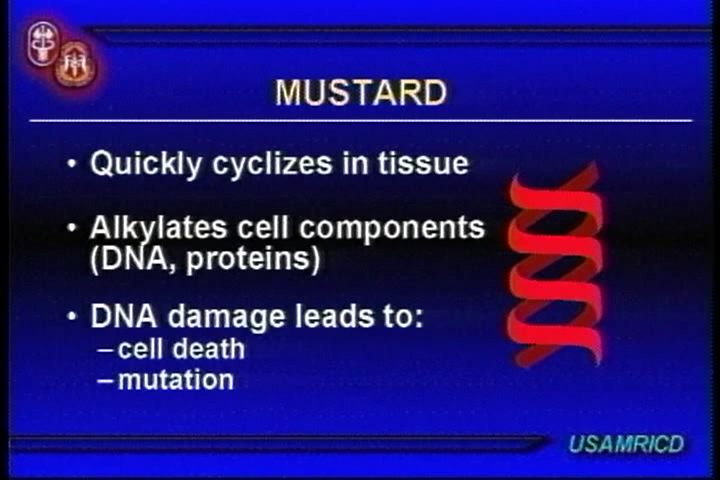 MUSTARD
• Quickly cyclizes in tissue
• Alkylates cell components
(DNA, proteins)
• DNA damage leads to:
–cell death
–mutation
USAMRICD